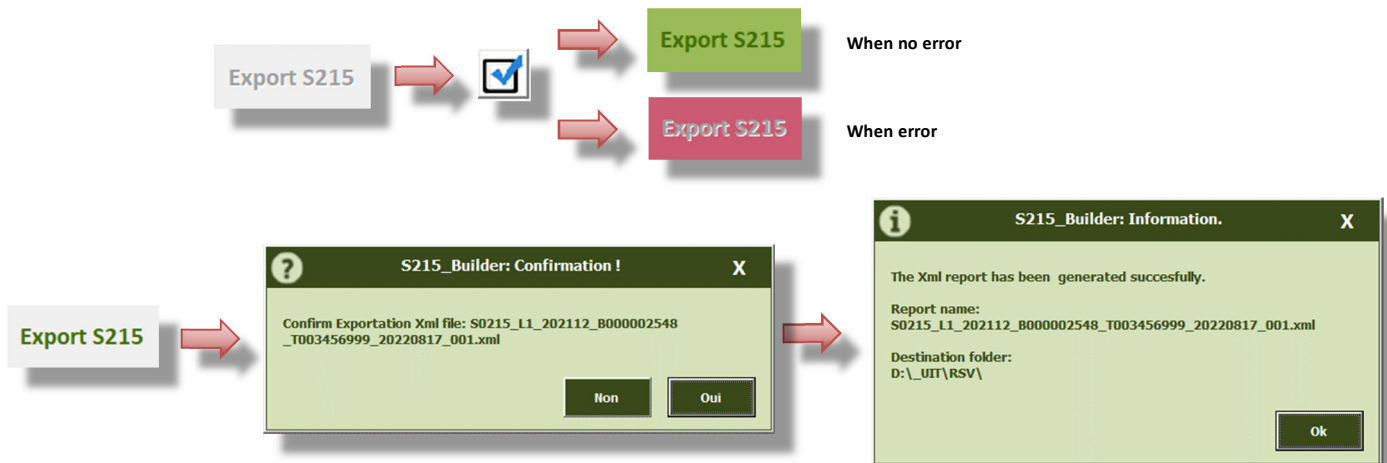 Export S215
When no error
Export S215
Export S215
When error
Export S215
S215_Builder: Confirmation !
X
Confirm Exportation Xml file: S0215_L1_202112_B000002548
_T003456999_20220817_001.xml
Non
Oui
S215_Builder: Information.
X
The Xml report has been  generated succesfully.
Report name:
S0215_L1_202112_B000002548_T003456999_20220817_001.xml
Destination folder:
D:\_UIT\RSV\
Ok